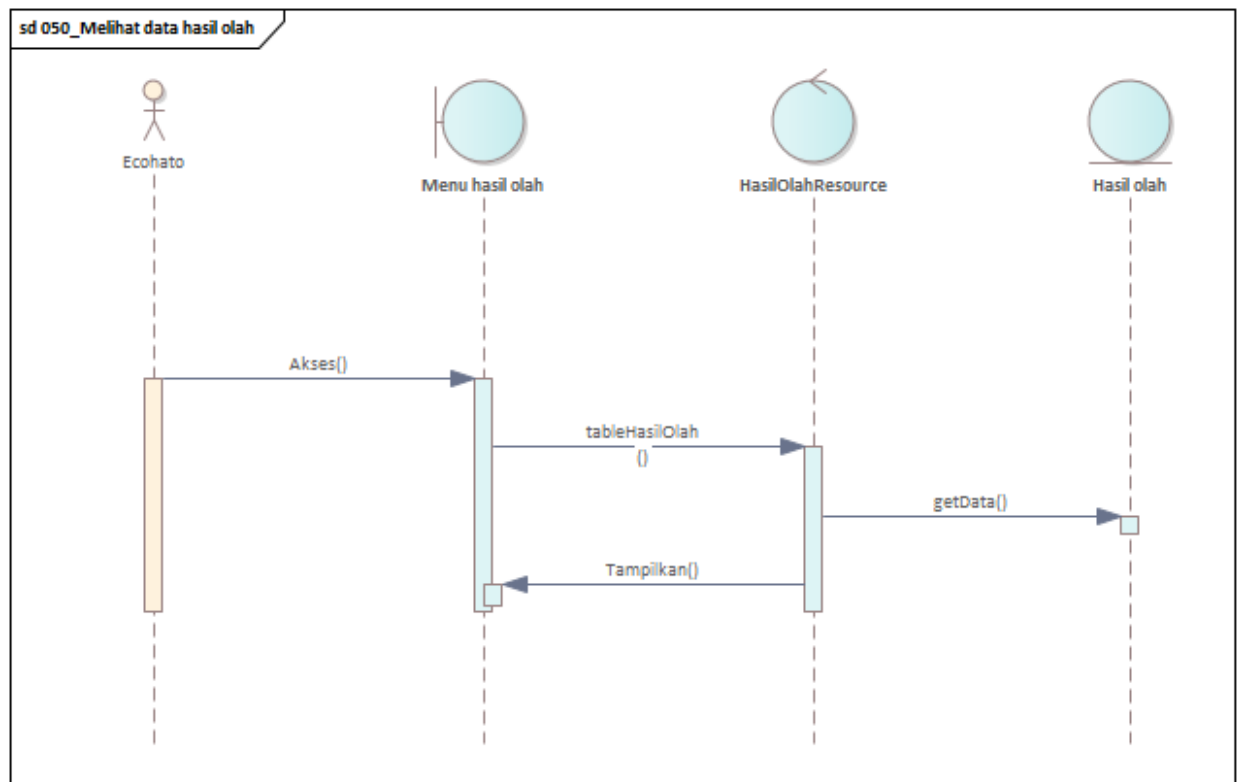 sd 050_Melihat data hasil olah
Ecohato
Menu hasil olah
HasilOlahResource
Hasil olah
Akses()
tableHasilOlah
()
getData()
Tampilkan()